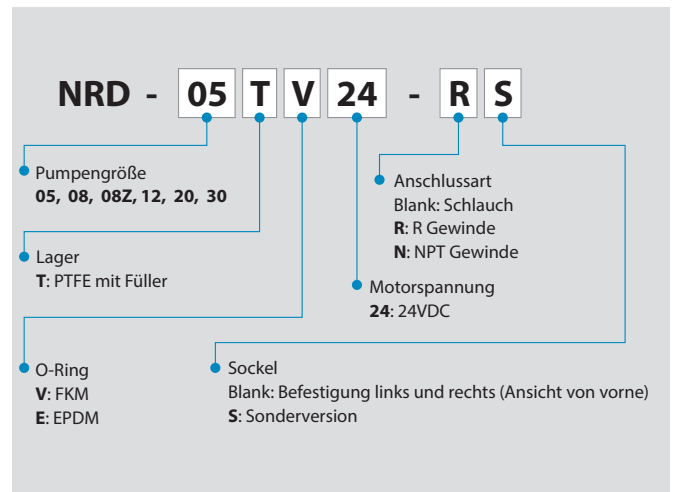 NRD - 05 T V 24 - R S
Pumpengröße
05, 08, 08Z, 12, 20, 30
Lager
T: PTFE mit Füller
O-Ring
V: FKM
E: EPDM
Anschlussart
Blank: Schlauch
R: R Gewinde
N: NPT Gewinde
Motorspannung
24: 24VDC
Sockel
Blank: Befestigung links und rechts (Ansicht von vorne)
S: Sonderversion